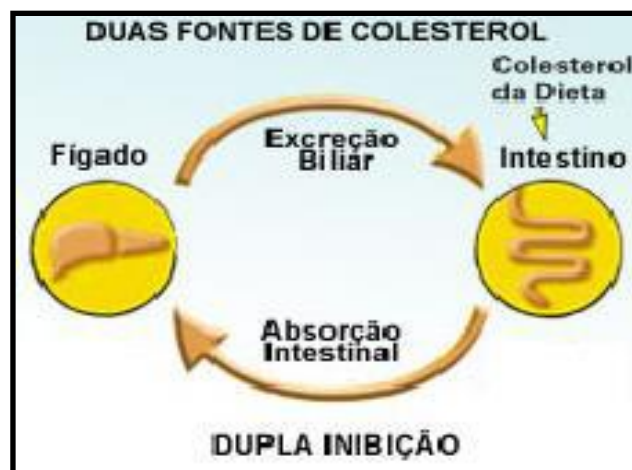 DUAS FONTES DE COLESTEROL
Colesterol
da Dieta
Fígado
Excreção
Biliar
Intestino
Absorção
Intestinal
DUPLA INIBIÇÃO